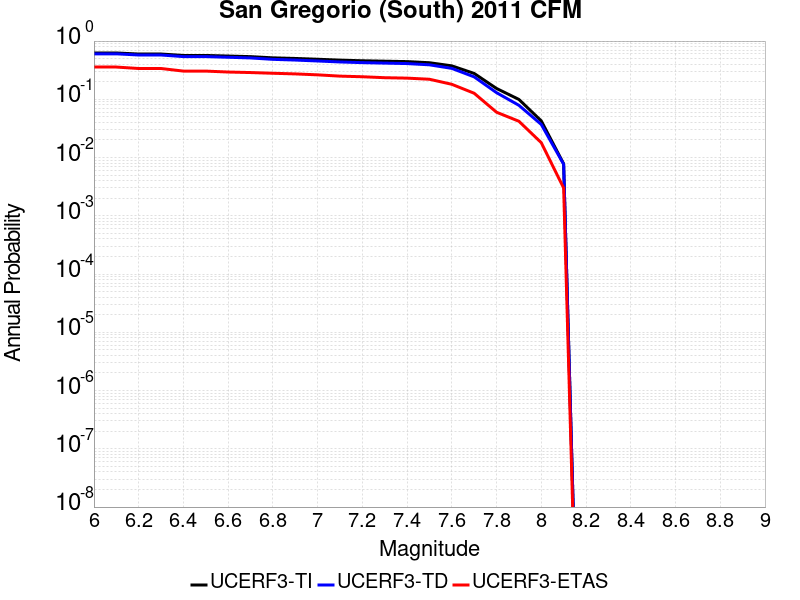 San Gregorio (South) 2011 CFM
10^0
10^-1
10^-2
10^-3
10^-4
10^-5
10^-6
10^-7
10^-8
Annual Probability
6 6.2 6.4 6.6 6.8 7 7.2 7.4 7.6 7.8 8 8.2 8.4 8.6 8.8 9
Magnitude
UCERF3-TI UCERF3-TD UCERF3-ETAS